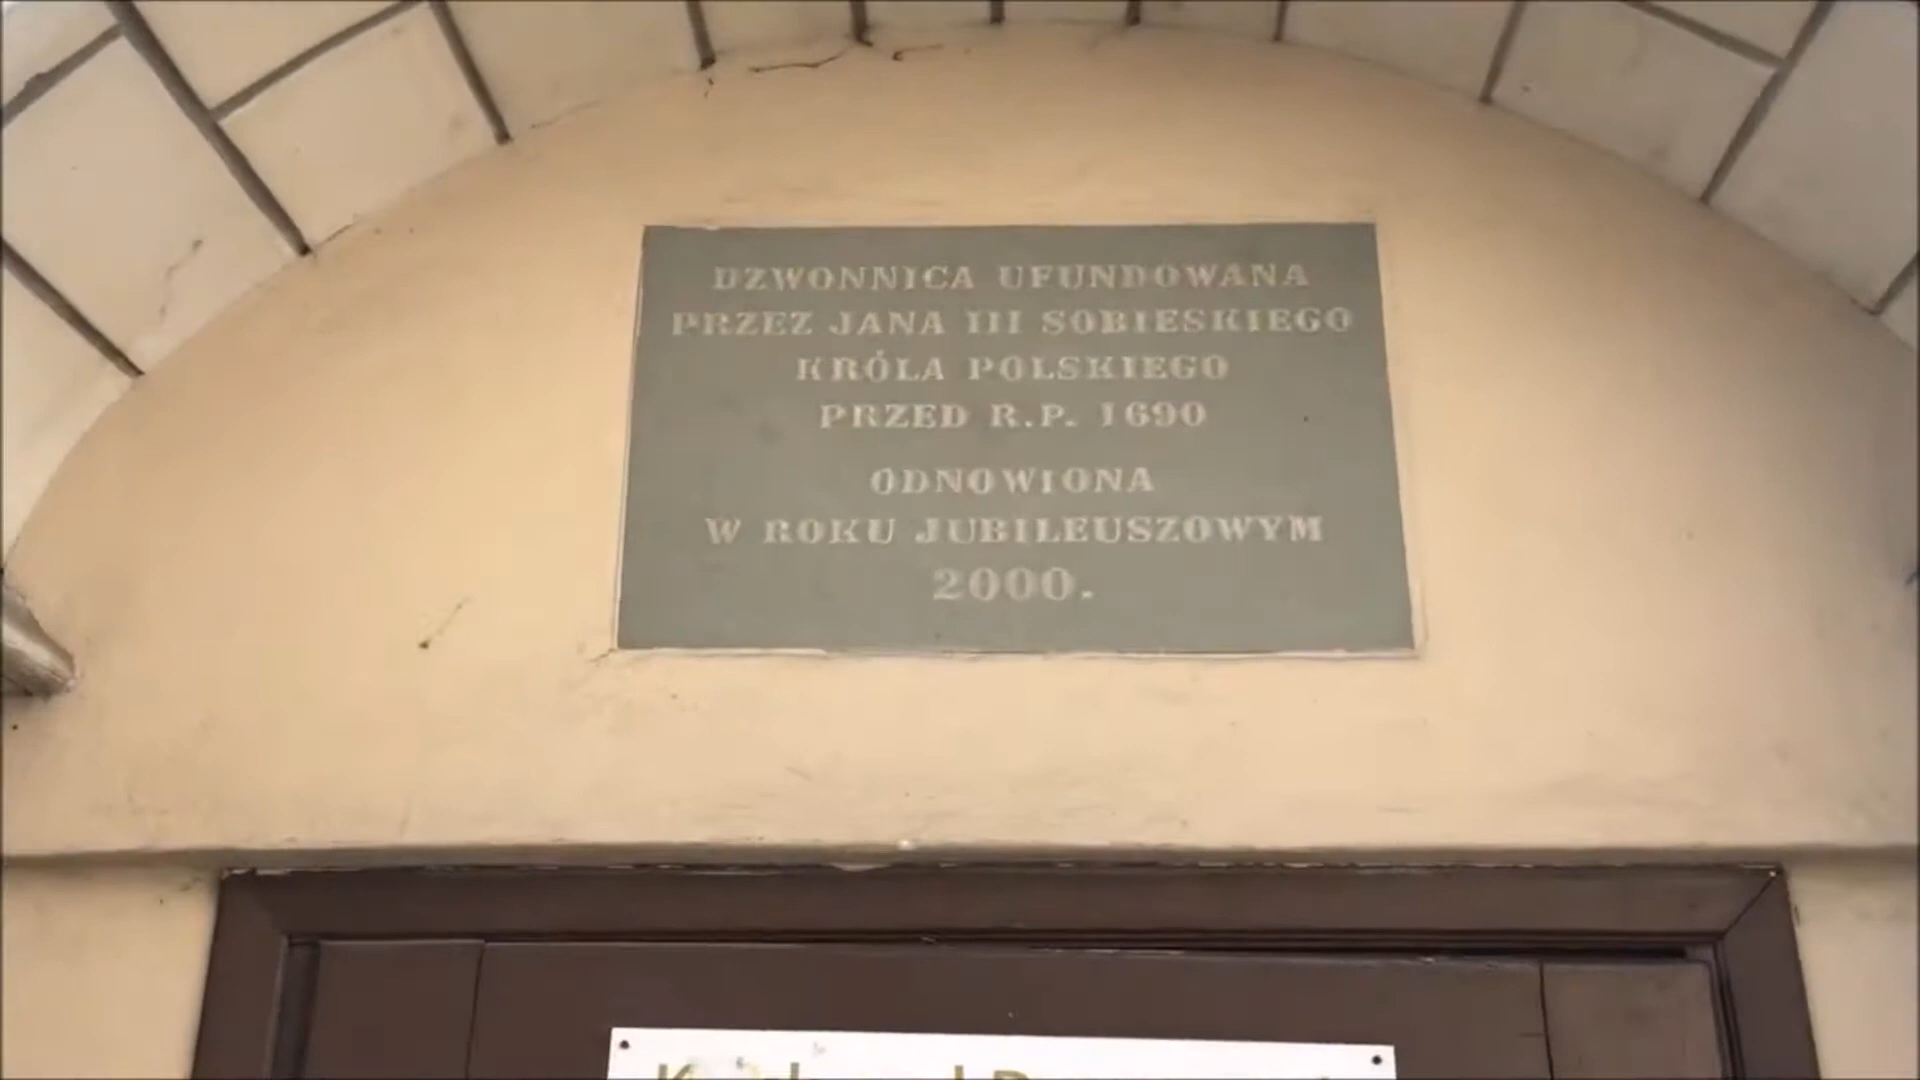 DZWONNICA UFUNDOWANA
PRZEZ JANA III SOBIESKIEGO
KRÓLA POLSKIEGO
PRZED R.P. 1690
ODNOWIONA
W ROKU JUBILEUSZOWYM
2000.